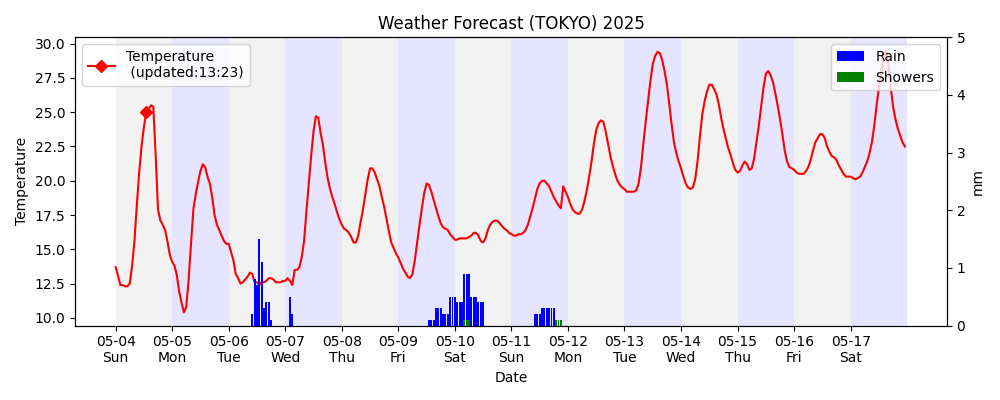 Weather Forecast (TOKYO) 2025
Temperature
(updated:13:23)
Rain
Showers
30.0
27.5
25.0
22.5
20.0
17.5
15.0
12.5
10.0
Temperature
5
4
3
2
1
0
mm
05-04 05-05 05-06 05-07 05-08 05-09 05-10 05-11 05-12 05-13 05-14 05-15 05-16 05-17
Sun Mon Tue Wed Thu Fri Sat Sun Mon Tue Wed Thu Fri Sat
Date